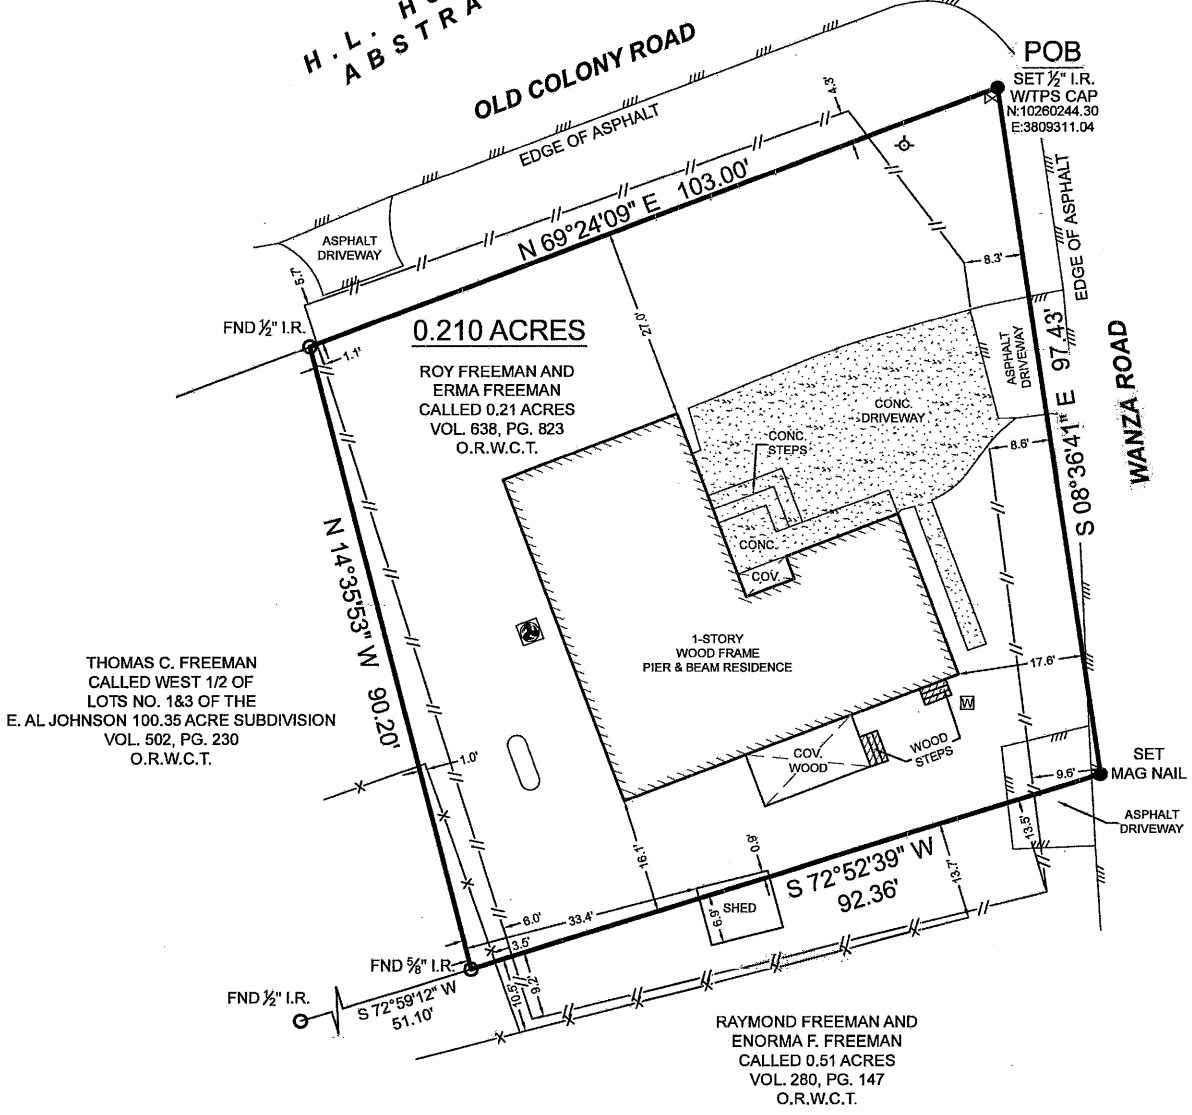 H.L.
ABSTRA
OLD COLONY ROAD
EDGE OF ASPHALT
POB
SET ½" I.R.
W/TPS CAP
N:10260244.30
E:3809311.04
4.3'
N 69°24'09" E 103.00'
ASPHALT
DRIVEWAY
5.7'
FND ½" I.R.
1.1'
0.210 ACRES
ROY FREEMAN AND
ERMA FREEMAN
CALLED 0.21 ACRES
VOL. 638, PG. 823
O.R.W.C.T.
27.0'
8.3'
EDGE OF ASPHALT
ASPHALT
DRIVEWAY
S 08°36'41" E 97.43'
WANZA ROAD
CONC.
DRIVEWAY
CONC.
STEPS
8.6'
CONC.
COV.
N 14°35'53" W 90.20'
1-STORY
WOOD FRAME
PIER & BEAM RESIDENCE
17.6'
W
THOMAS C. FREEMAN
CALLED WEST 1/2 OF
LOTS NO. 1&3 OF THE
E. AL JOHNSON 100.35 ACRE SUBDIVISION
VOL. 502, PG. 230
O.R.W.C.T.
1.0'
COV.
WOOD
WOOD
STEPS
SET
MAG NAIL
9.6'
ASPHALT
DRIVEWAY
13.5'
16.1'
0.9'
S 72°52'39" W
92.36'
13.7'
SHED
6.9'
6.0'
33.4'
3.5'
FND ⅝" I.R.
10.5'
9.2'
FND ½" I.R.
S 72°59'12" W
51.10'
RAYMOND FREEMAN AND
ENORMA F. FREEMAN
CALLED 0.51 ACRES
VOL. 280, PG. 147
O.R.W.C.T.